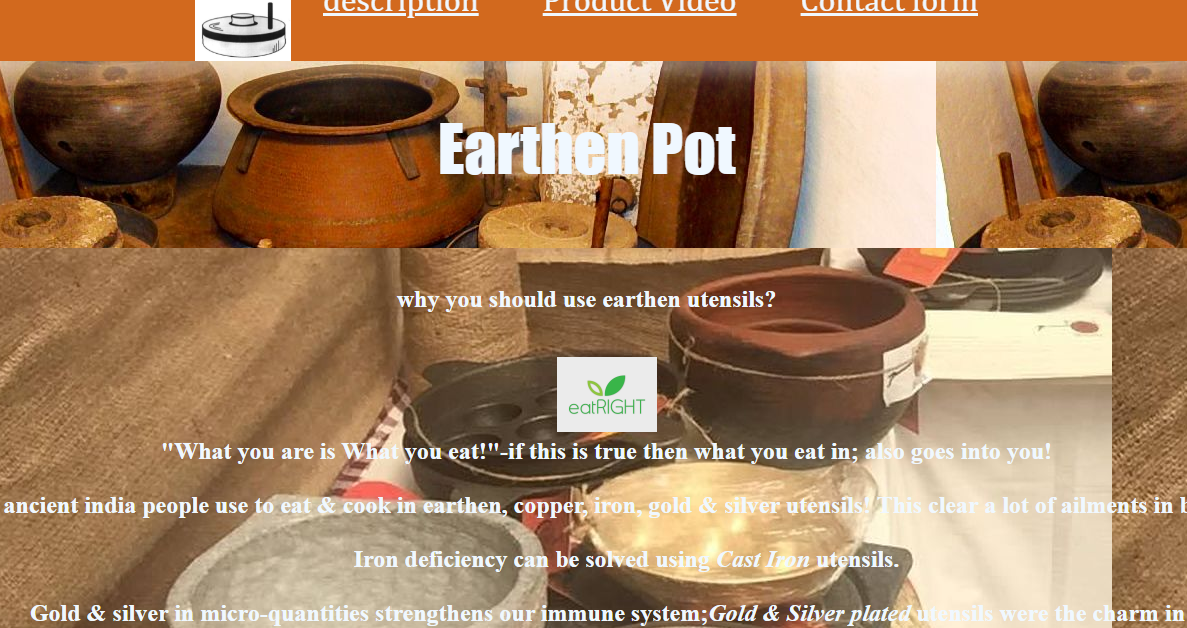 description Product Video Contact form
Earthen Pot
why you should use earthen utensils?
eatRIGHT
"What you are is What you eat!"-if this is true then what you eat in; also goes into you!
ancient india people use to eat & cook in earthen, copper, iron, gold & silver utensils! This clear a lot of ailments in
Iron deficiency can be solved using Cast Iron utensils.
Gold & silver in micro-quantities strengthens our immune system;Gold & Silver plated utensils were the charm in